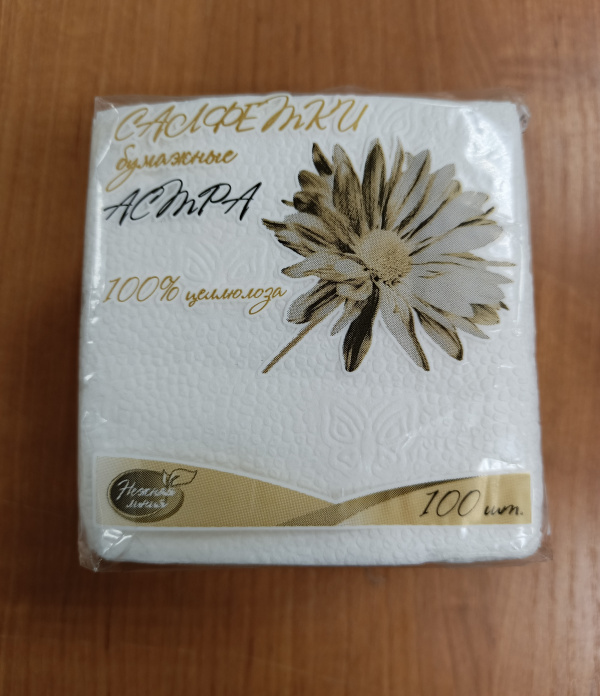 САЛФЕТКИ
бумажные
АСТРА
100% целлюлоза
Нежная
линия
100 шт.